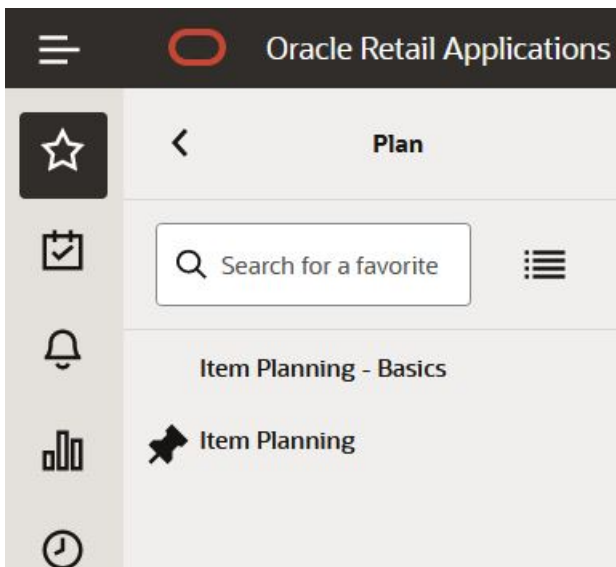 Oracle Retail Applications
Plan
Search for a favorite
Item Planning - Basics
Item Planning